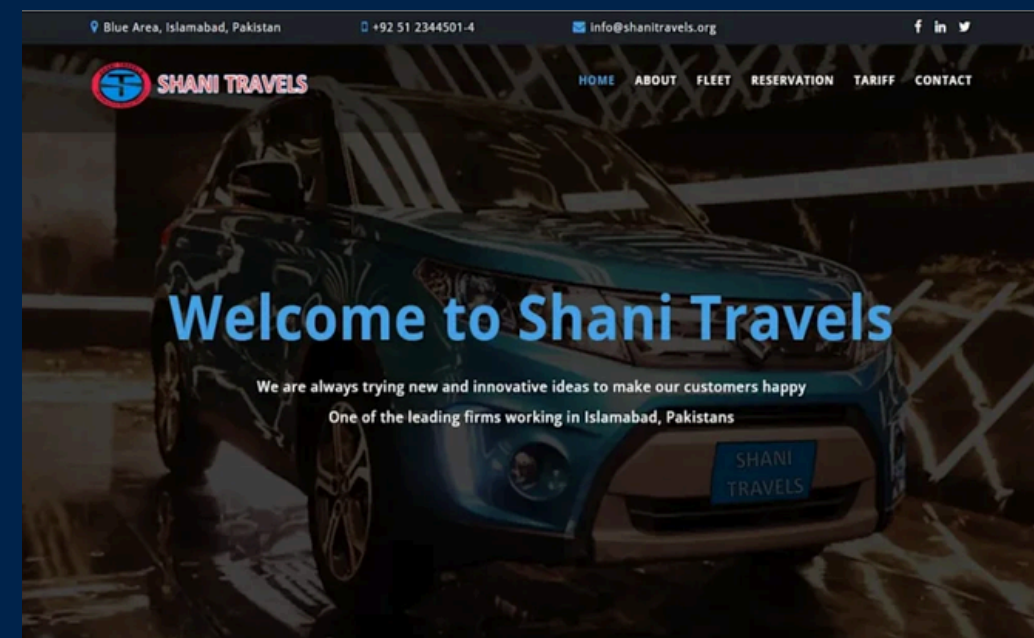 Blue Area, Islamabad, Pakistan
+92 51 2344501-4
info@shanitravels.org
SHANI TRAVELS
HOME ABOUT FLEET RESERVATION TARIFF CONTACT
Welcome to Shani Travels
We are always trying new and innovative ideas to make our customers happy
One of the leading firms working in Islamabad, Pakistans
SHANI
TRAVELS